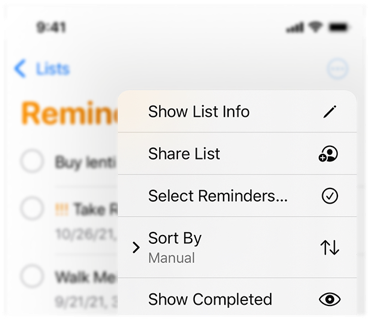 9:41
Lists
Remin
Show List Info
Buy lenti
Share List
!!! Take R
Select Reminders...
10/26/21,
Sort By
Manual
Walk Me
9/21/21, 3
Show Completed